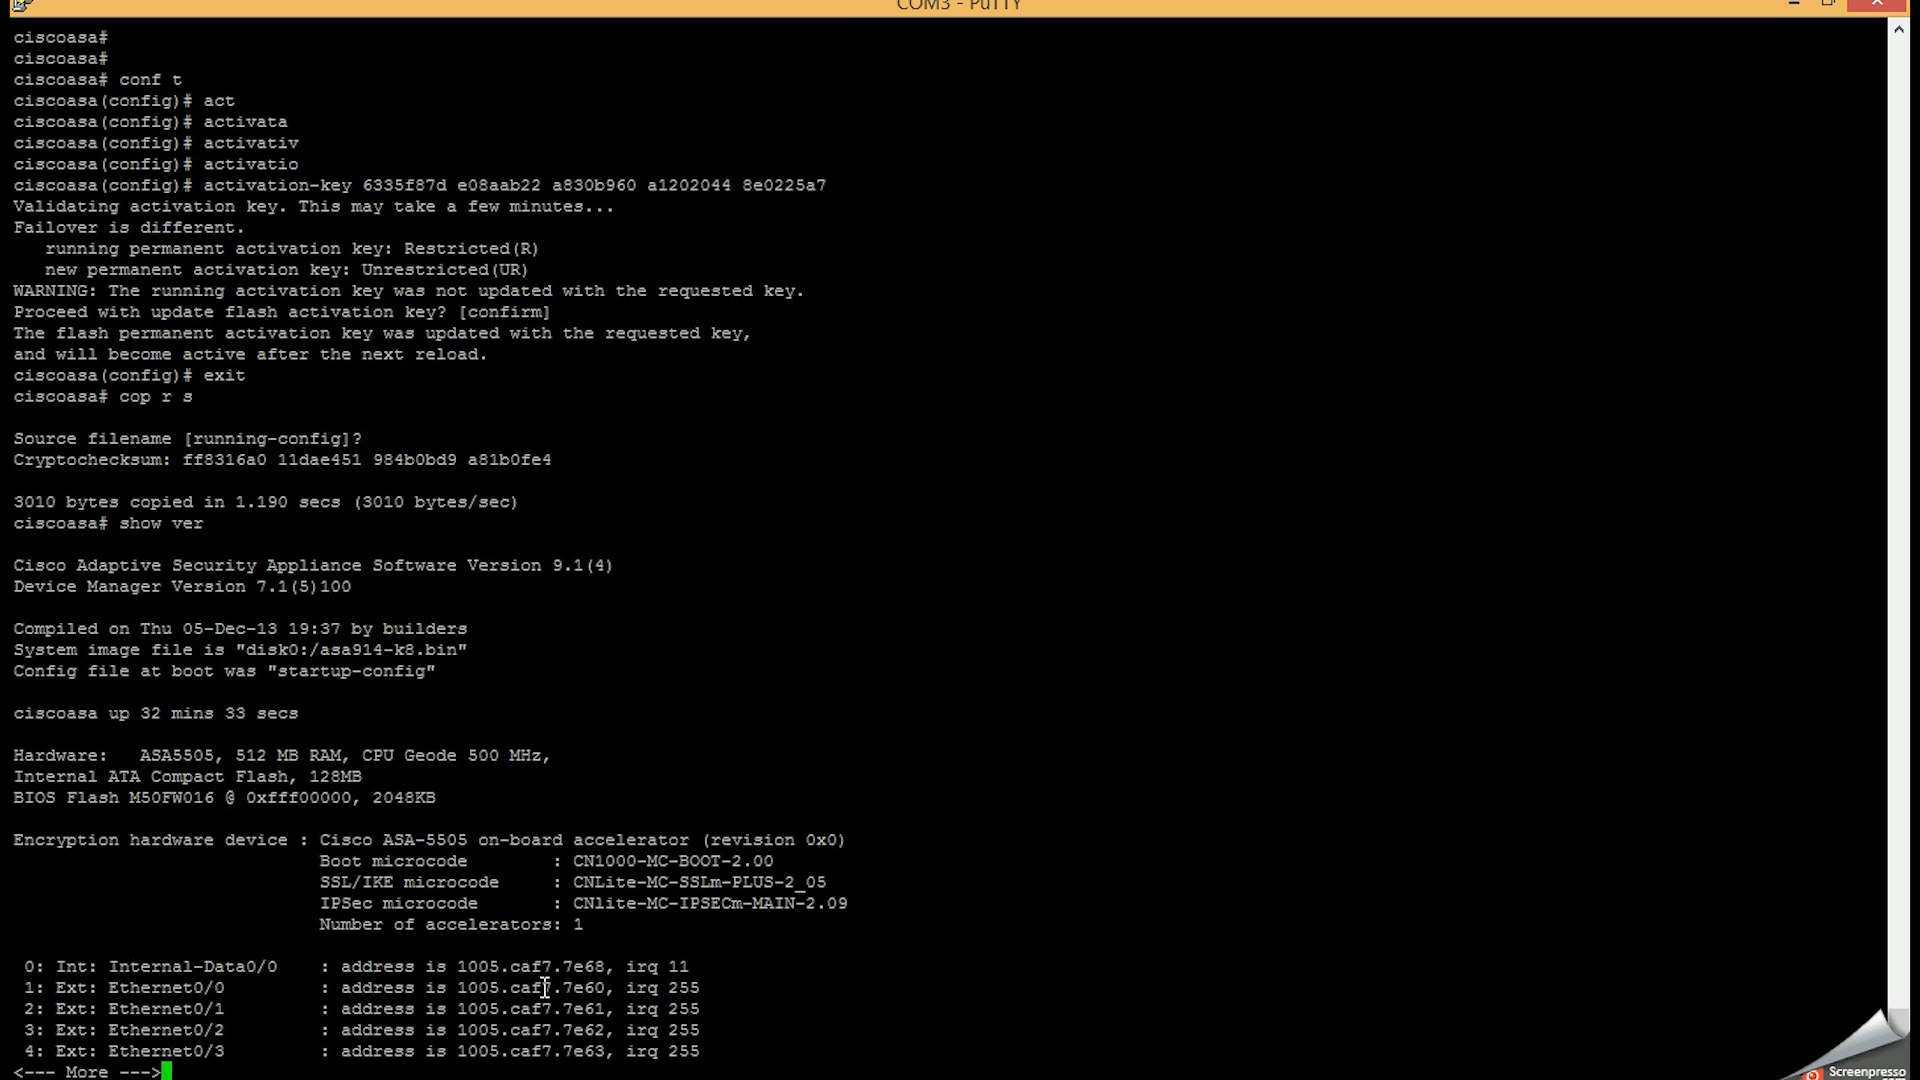 COM3 - PuTTY
ciscoasa#
ciscoasa#
ciscoasa# conf t
ciscoasa(config)# act
ciscoasa(config)# activata
ciscoasa(config)# activativ
ciscoasa(config)# activatio
ciscoasa(config)# activation-key 6335f87d e08aab22 a830b960 a1202044 8e0225a7
Validating activation key. This may take a few minutes...
Failover is different.
   running permanent activation key: Restricted(R)
   new permanent activation key: Unrestricted(UR)
WARNING: The running activation key was not updated with the requested key.
Proceed with update flash activation key? [confirm]
The flash permanent activation key was updated with the requested key,
and will become active after the next reload.
ciscoasa(config)# exit
ciscoasa# cop r s
Source filename [running-config]?
Cryptochecksum: ff8316a0 11dae451 984b0bd9 a81b0fe4
3010 bytes copied in 1.190 secs (3010 bytes/sec)
ciscoasa# show ver
Cisco Adaptive Security Appliance Software Version 9.1(4)
Device Manager Version 7.1(5)100
Compiled on Thu 05-Dec-13 19:37 by builders
System image file is "disk0:/asa914-k8.bin"
Config file at boot was "startup-config"
ciscoasa up 32 mins 33 secs
Hardware:   ASA5505, 512 MB RAM, CPU Geode 500 MHz,
Internal ATA Compact Flash, 128MB
BIOS Flash M50FW016 @ 0xfff00000, 2048KB
Encryption hardware device : Cisco ASA-5505 on-board accelerator (revision 0x0)
Boot microcode        : CN1000-MC-BOOT-2.00
SSL/IKE microcode     : CNLite-MC-SSLm-PLUS-2_05
IPSec microcode       : CNlite-MC-IPSECm-MAIN-2.09
Number of accelerators: 1
0: Int: Internal-Data0/0    : address is 1005.caf7.7e68, irq 11
1: Ext: Ethernet0/0         : address is 1005.caf7.7e60, irq 255
2: Ext: Ethernet0/1         : address is 1005.caf7.7e61, irq 255
3: Ext: Ethernet0/2         : address is 1005.caf7.7e62, irq 255
4: Ext: Ethernet0/3         : address is 1005.caf7.7e63, irq 255
<--- More --->
Screenpresso